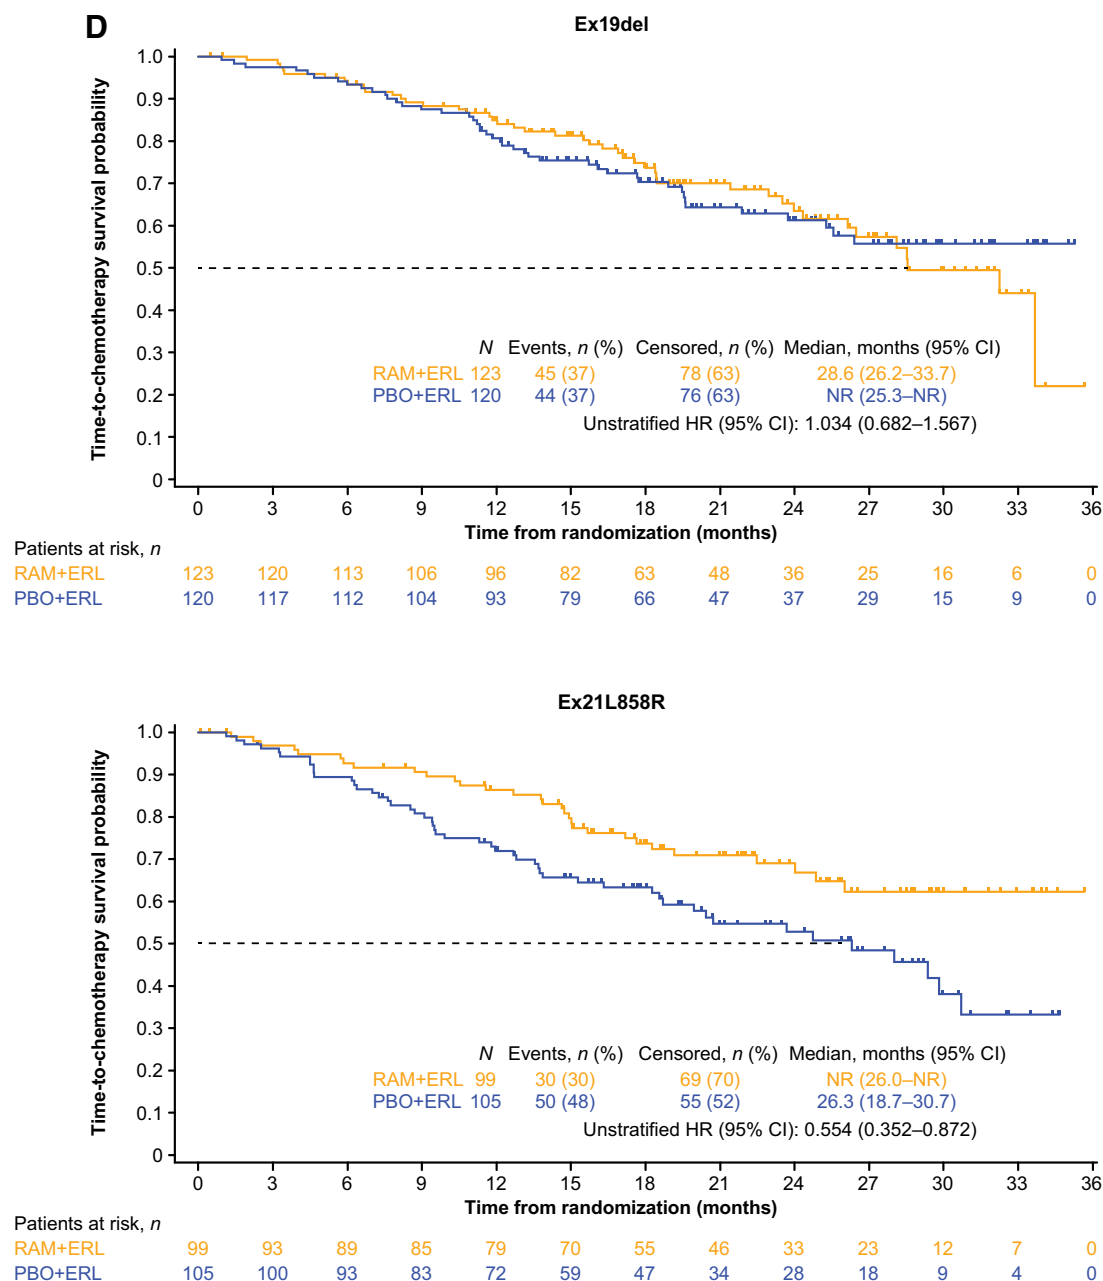 D
Ex19del
Time-to-chemotherapy survival probability
1.0
0.9
0.8
0.7
0.6
0.5
0.4
0.3
0.2
0.1
0
N Events, n (%) Censored, n (%) Median, months (95% CI)
RAM+ERL 123 45 (37) 78 (63) 28.6 (26.2–33.7)
PBO+ERL 120 44 (37) 76 (63) NR (25.3–NR)
Unstratified HR (95% CI): 1.034 (0.682–1.567)
0 3 6 9 12 15 18 21 24 27 30 33 36
Time from randomization (months)
Patients at risk, n
RAM+ERL 123 120 113 106 96 82 63 48 36 25 16 6 0
PBO+ERL 120 117 112 104 93 79 66 47 37 29 15 9 0
Ex21L858R
Time-to-chemotherapy survival probability
1.0
0.9
0.8
0.7
0.6
0.5
0.4
0.3
0.2
0.1
0
N Events, n (%) Censored, n (%) Median, months (95% CI)
RAM+ERL 99 30 (30) 69 (70) NR (26.0–NR)
PBO+ERL 105 50 (48) 55 (52) 26.3 (18.7–30.7)
Unstratified HR (95% CI): 0.554 (0.352–0.872)
0 3 6 9 12 15 18 21 24 27 30 33 36
Time from randomization (months)
Patients at risk, n
RAM+ERL 99 93 89 85 79 70 55 46 33 23 12 7 0
PBO+ERL 105 100 93 83 72 59 47 34 28 18 9 4 0